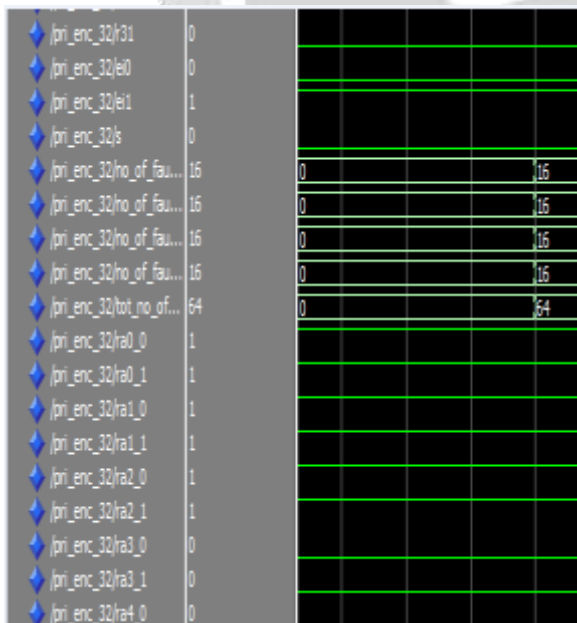 /pri_enc_32/r31 0
/pri_enc_32/ei0 0
/pri_enc_32/ei1 1
/pri_enc_32/s 0
/pri_enc_32/no_of_fau... 16 0 16
/pri_enc_32/no_of_fau... 16 0 16
/pri_enc_32/no_of_fau... 16 0 16
/pri_enc_32/no_of_fau... 16 0 16
/pri_enc_32/tot_no_of... 64 0 64
/pri_enc_32/ra0_0 1
/pri_enc_32/ra0_1 1
/pri_enc_32/ra1_0 1
/pri_enc_32/ra1_1 1
/pri_enc_32/ra2_0 1
/pri_enc_32/ra2_1 1
/pri_enc_32/ra3_0 0
/pri_enc_32/ra3_1 0
/pri_enc_32/ra4_0 0